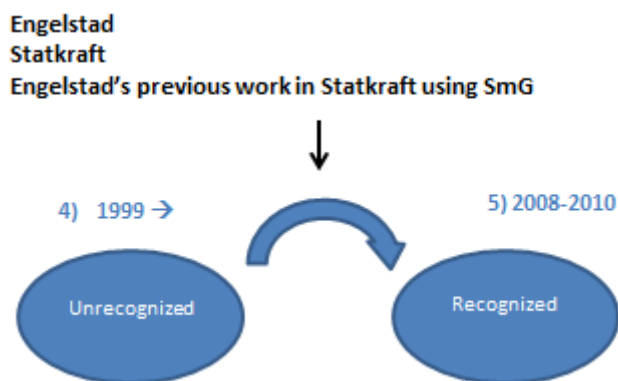 Engelstad
Statkraft
Engelstad's previous work in Statkraft using SmG
4) 1999 →
5) 2008-2010
Unrecognized
Recognized